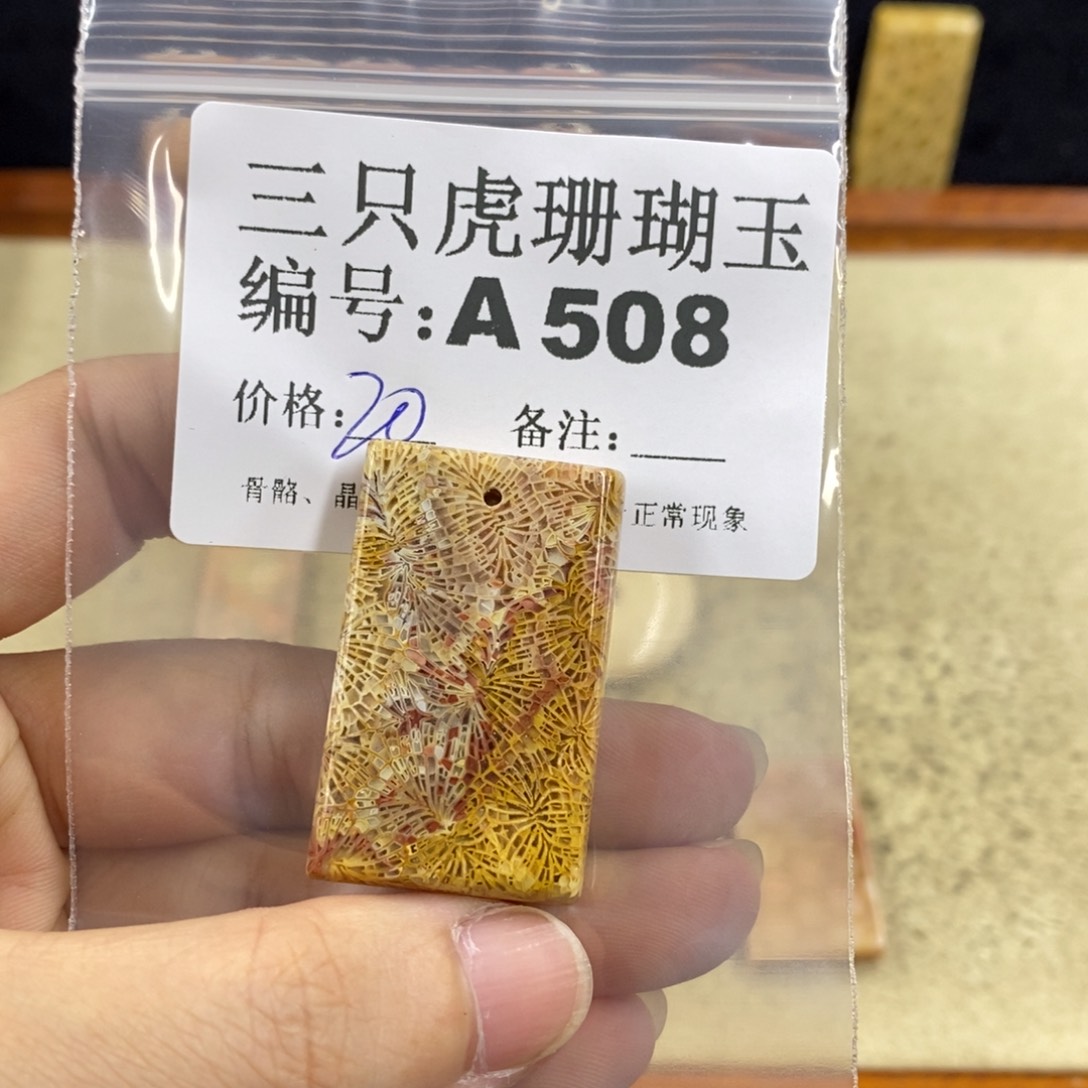 三只虎珊瑚玉
编号:A508
价格:20 备注:
骨骼、晶 正常现象